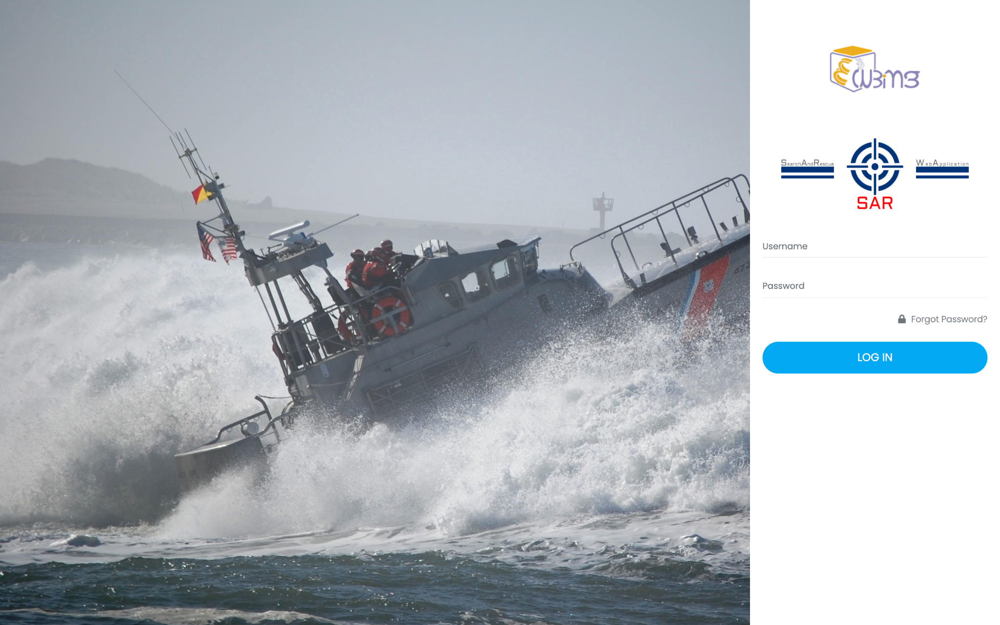 SearchAndRescue
WebApplication
SAR
Username
Password
Forgot Password?
LOG IN